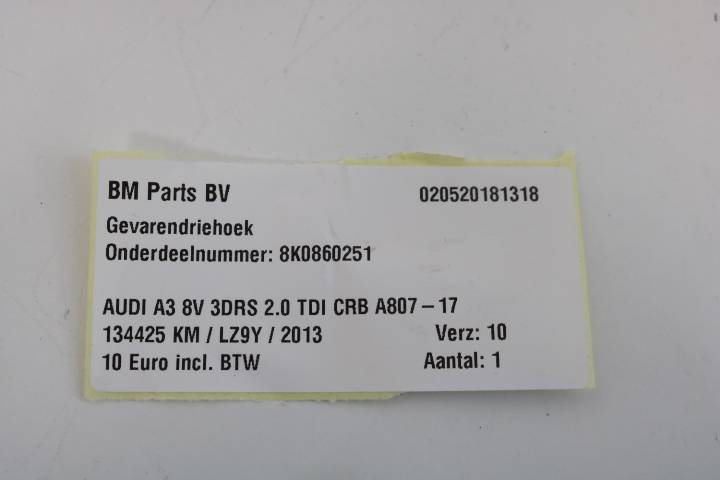 BM Parts BV 020520181318
Gevarendriehoek
Onderdeelnummer: 8K0860251
AUDI A3 8V 3DRS 2.0 TDI CRB A807 – 17
134425 KM / LZ9Y / 2013 Verz: 10
10 Euro incl. BTW Aantal: 1